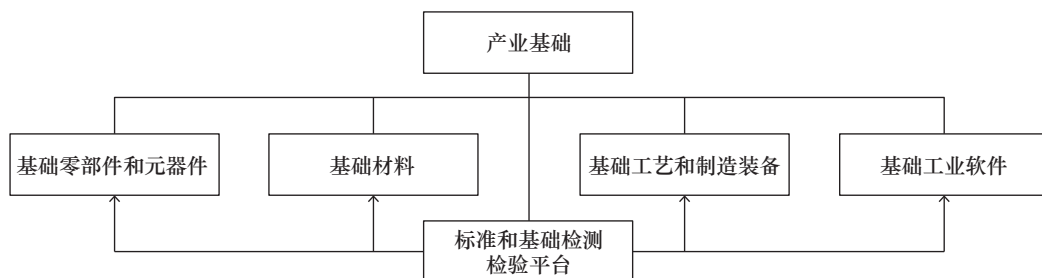 产业基础
基础零部件和元器件
基础材料
基础工艺和制造装备
基础工业软件
标准和基础检测
检验平台